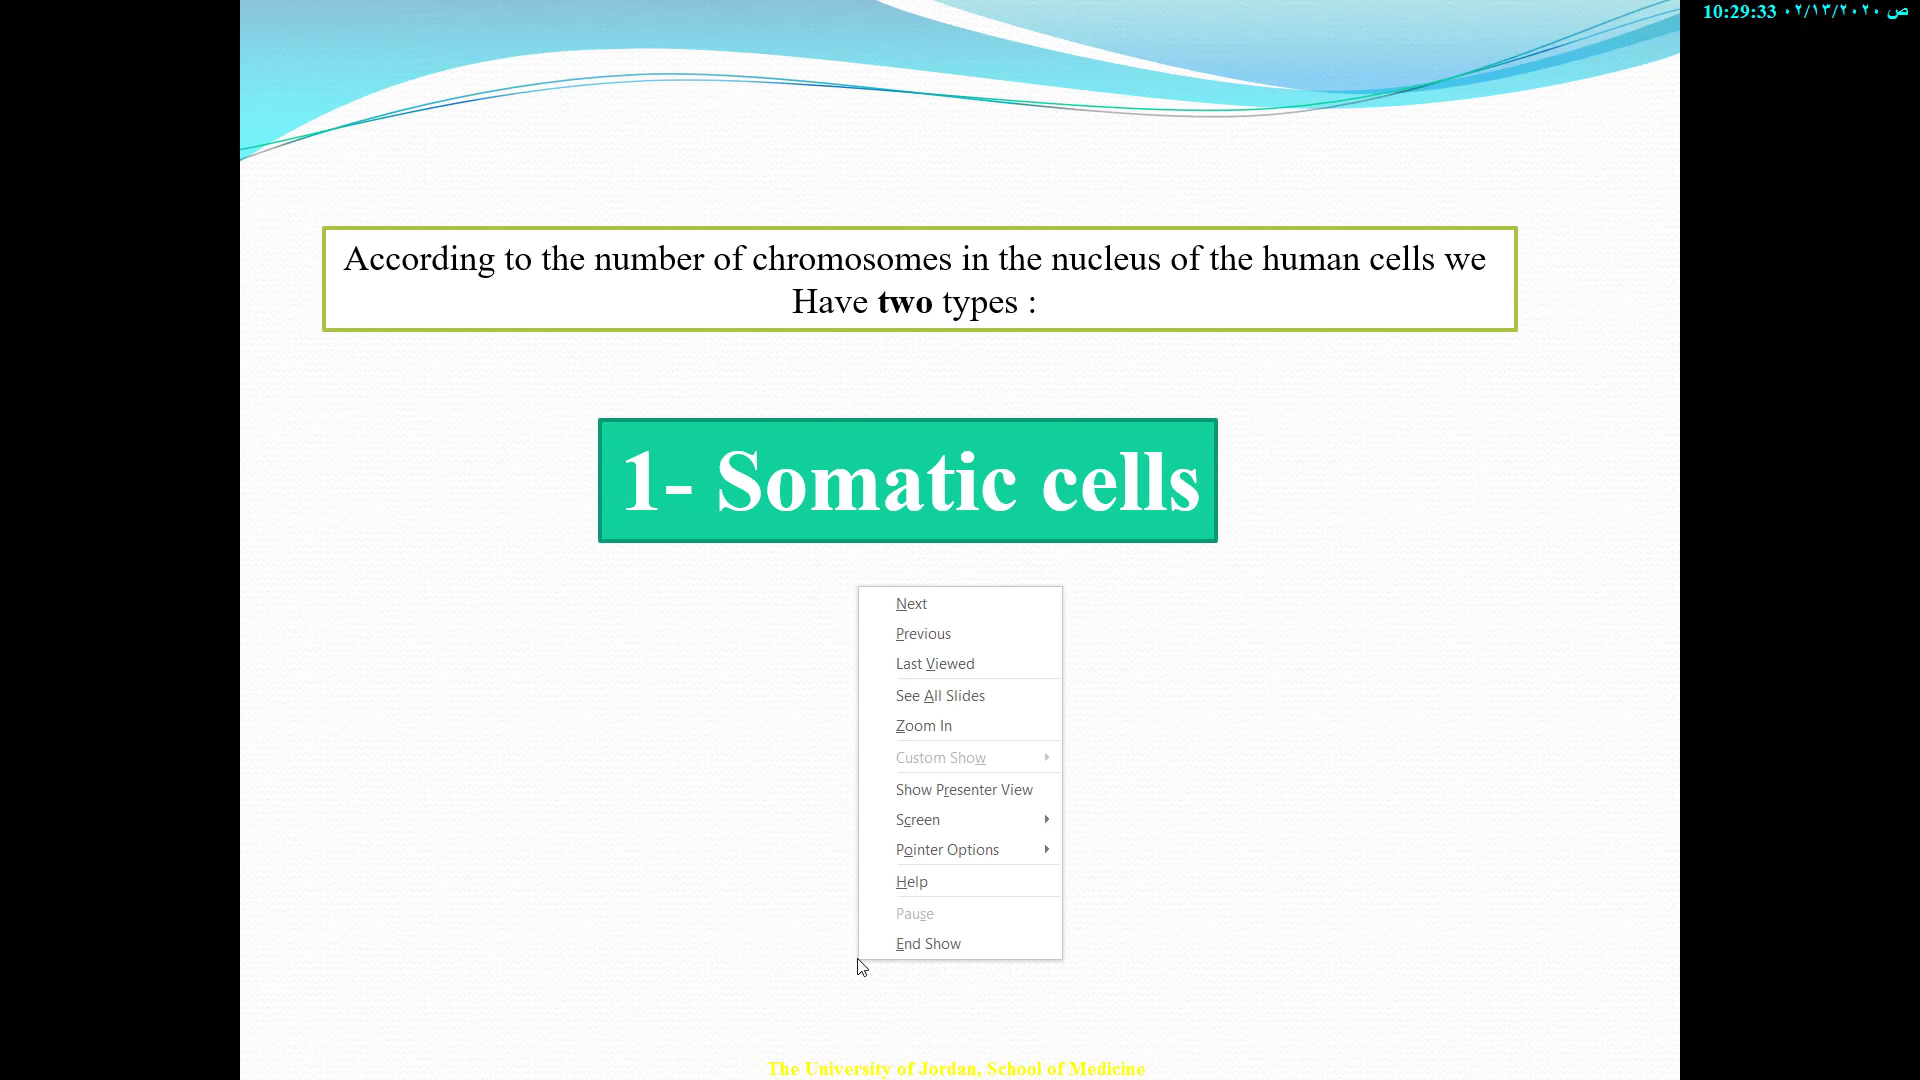 10:29:33 ص ٠٢/١٣/٢٠٢٠
According to the number of chromosomes in the nucleus of the human cells we
Have two types :
1- Somatic cells
Next
Previous
Last Viewed
See All Slides
Zoom In
Custom Show
Show Presenter View
Screen
Pointer Options
Help
Pause
End Show
The University of Jordan, School of Medicine